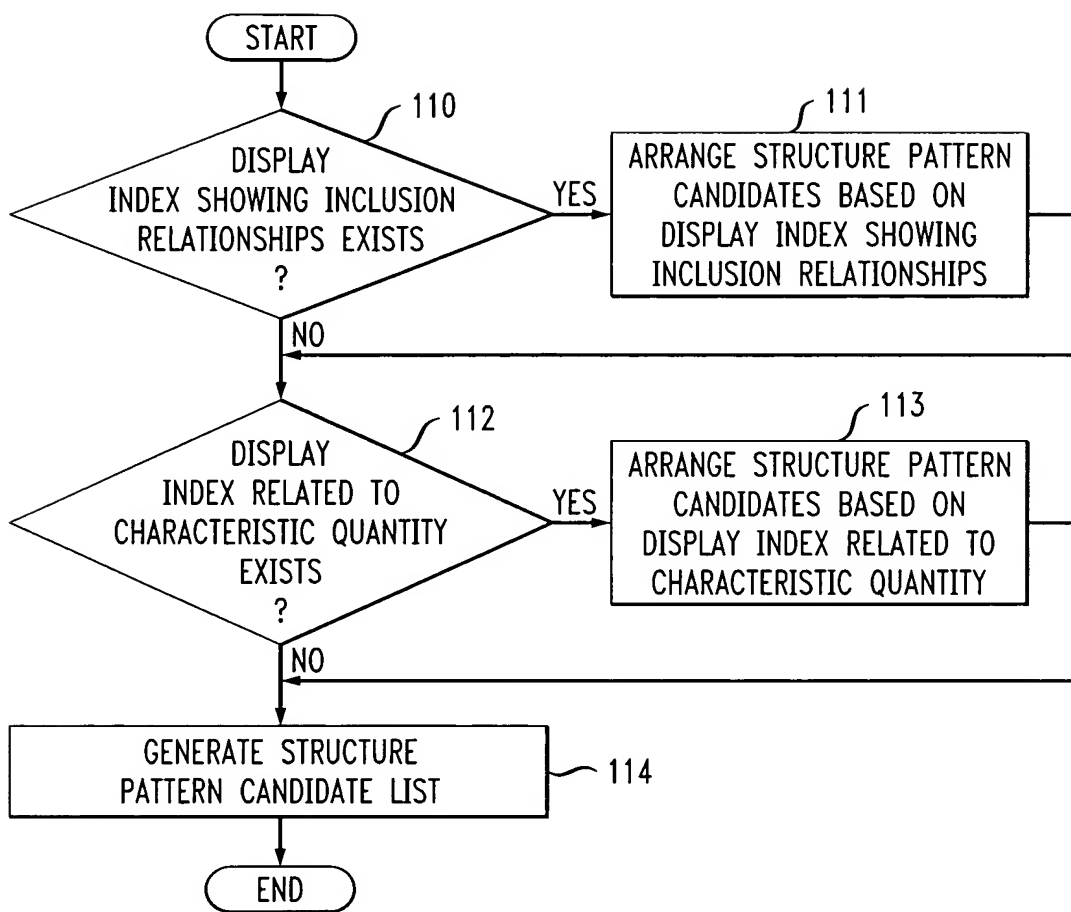 START
110
DISPLAY
INDEX SHOWING INCLUSION
RELATIONSHIPS EXISTS
?
YES
111
ARRANGE STRUCTURE PATTERN
CANDIDATES BASED ON
DISPLAY INDEX SHOWING
INCLUSION RELATIONSHIPS
NO
112
DISPLAY
INDEX RELATED TO
CHARACTERISTIC QUANTITY
EXISTS
?
YES
113
ARRANGE STRUCTURE PATTERN
CANDIDATES BASED ON
DISPLAY INDEX RELATED TO
CHARACTERISTIC QUANTITY
NO
GENERATE STRUCTURE
PATTERN CANDIDATE LIST
114
END